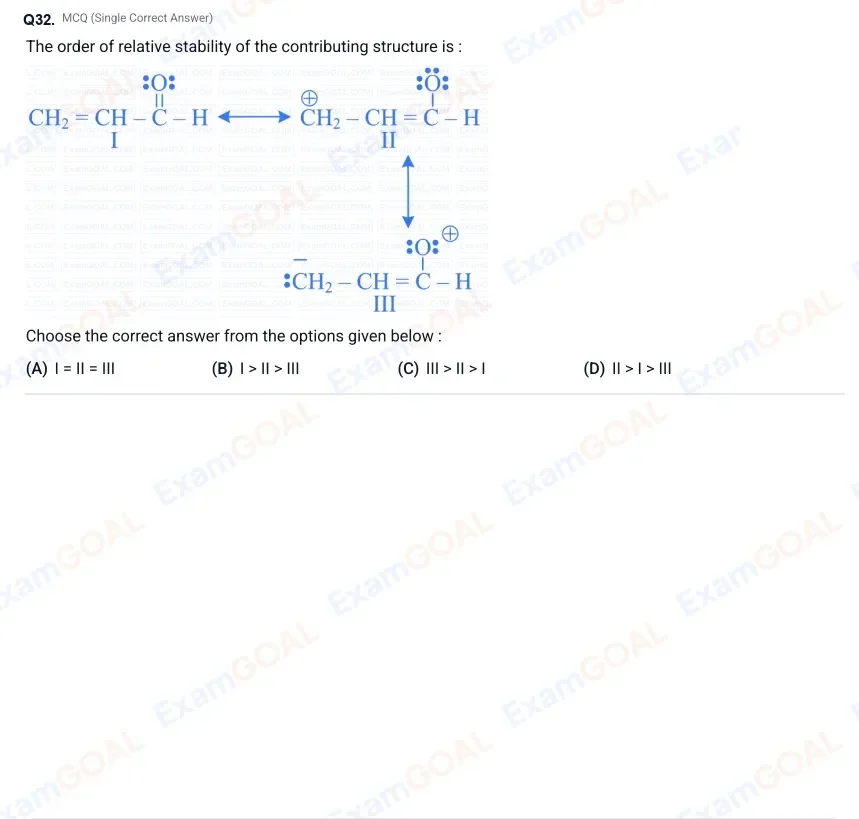 Q32. MCQ (Single Correct Answer)
The order of relative stability of the contributing structure is :
:O: :Ö:
|| ⊕ |
CH₂ = CH – C – H ⟷ CH₂ – CH = C – H
I II
:O: ⊕
|
:C̄H₂ – CH = C – H
III
Choose the correct answer from the options given below :
(A) I = II = III (B) I > II > III (C) III > II > I (D) II > I > III
ExamGOAL